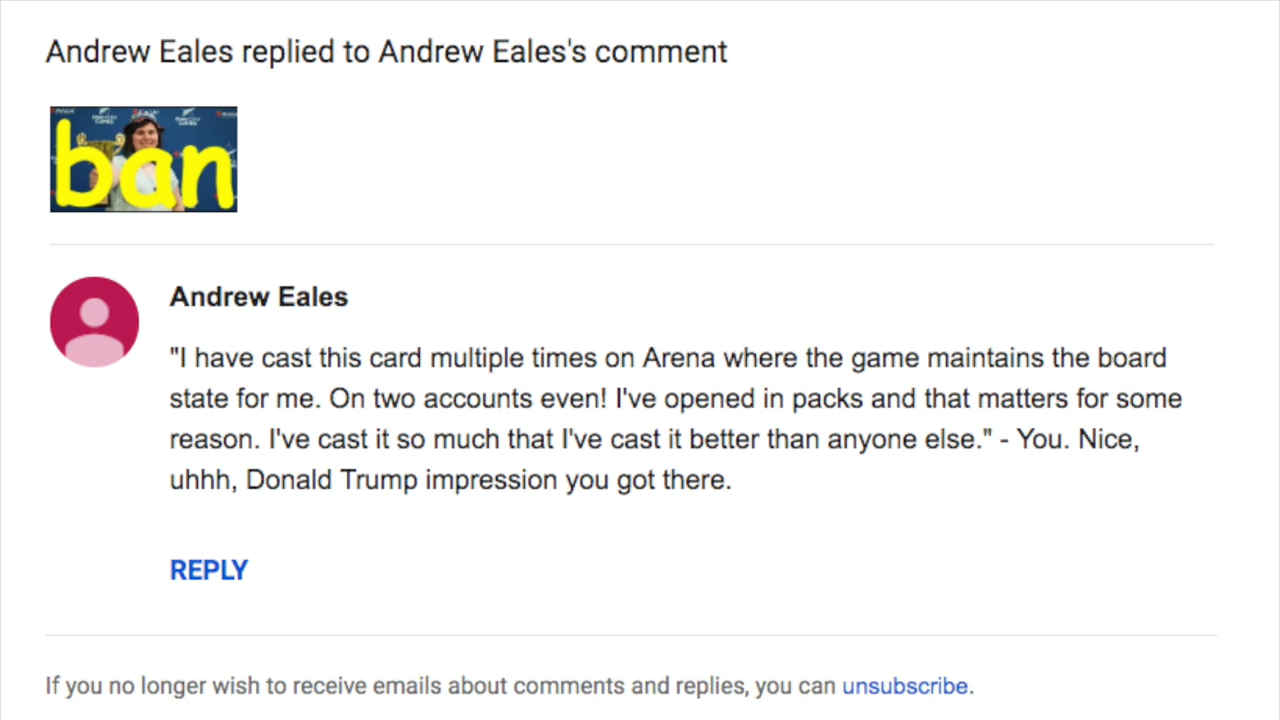 Andrew Eales replied to Andrew Eales's comment
ban
Andrew Eales
"I have cast this card multiple times on Arena where the game maintains the board
state for me. On two accounts even! I've opened in packs and that matters for some
reason. I've cast it so much that I've cast it better than anyone else." - You. Nice,
uhhh, Donald Trump impression you got there.
REPLY
If you no longer wish to receive emails about comments and replies, you can unsubscribe.